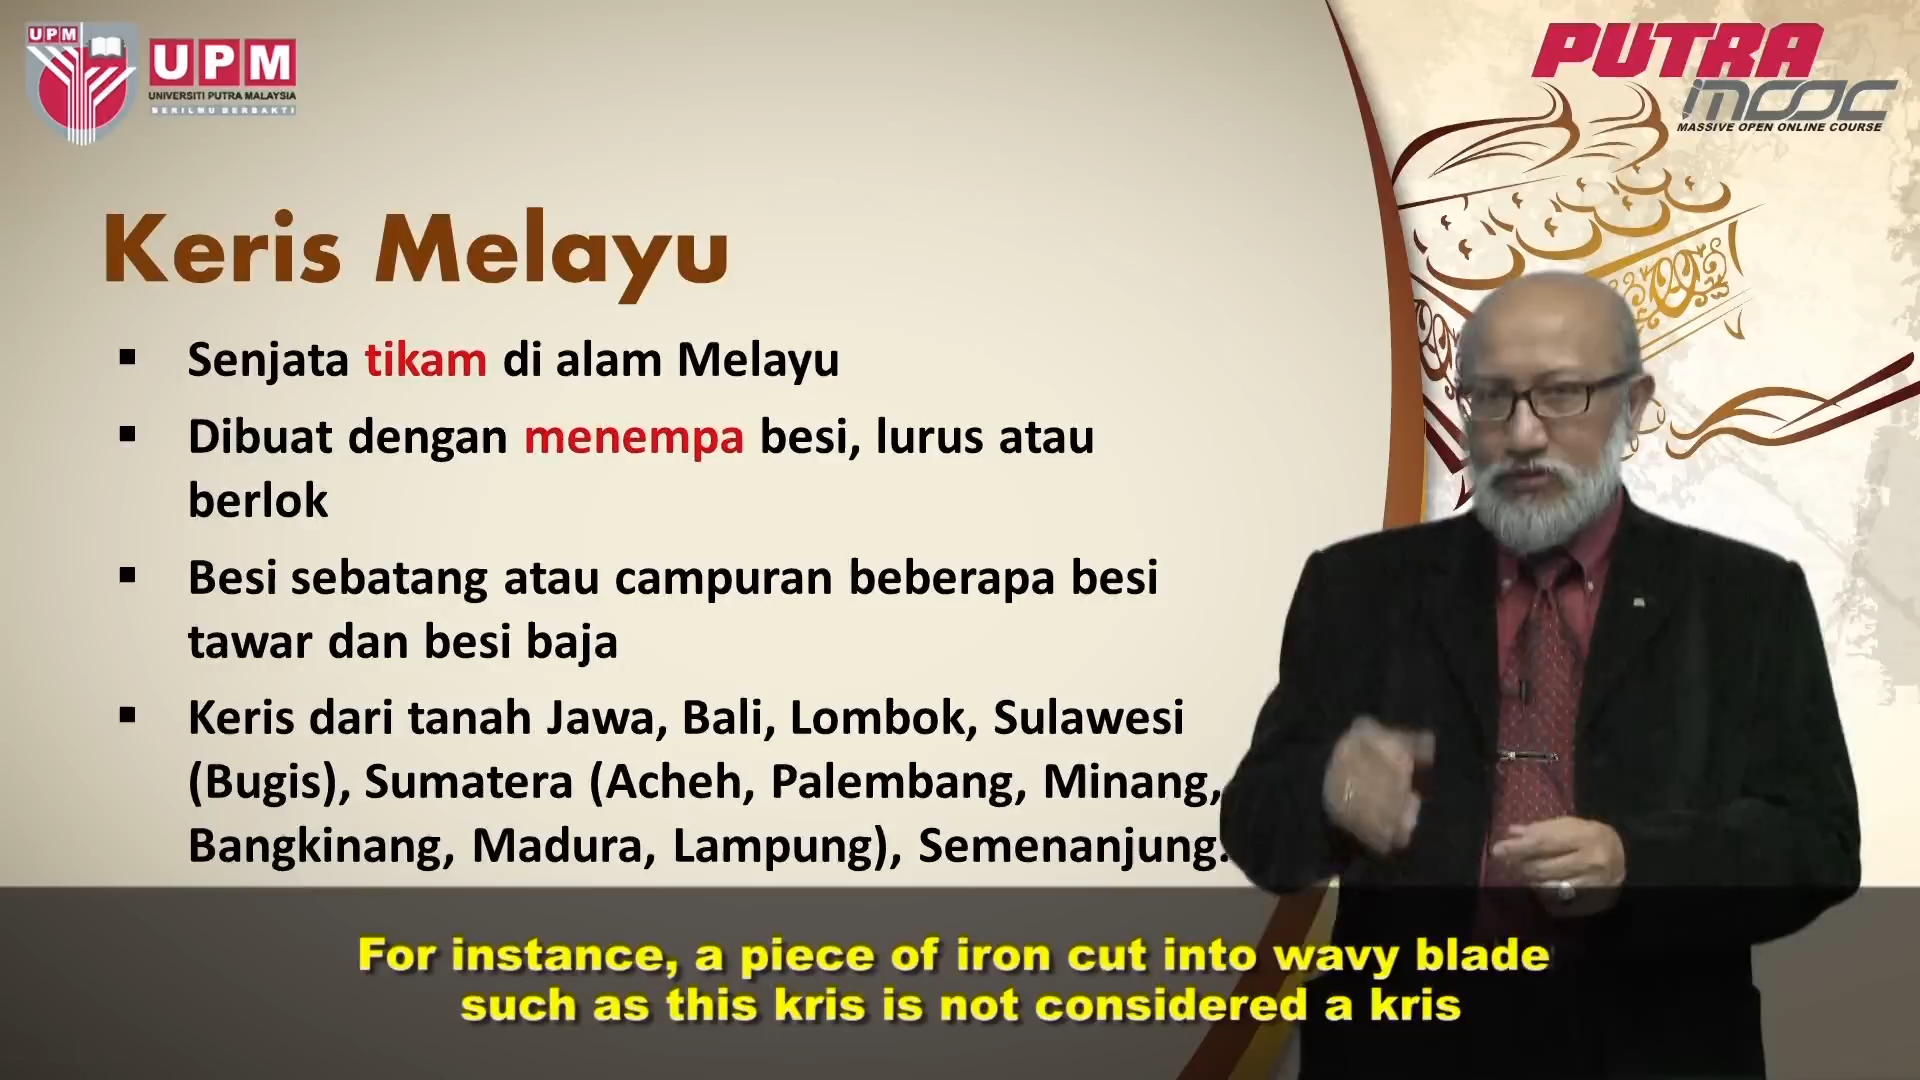 UPM
UPM
UNIVERSITI PUTRA MALAYSIA
BERILMU BERBAKTI
PUTRA
mooc
MASSIVE OPEN ONLINE COURSE
Keris Melayu
▪ Senjata tikam di alam Melayu
▪ Dibuat dengan menempa besi, lurus atau
berlok
▪ Besi sebatang atau campuran beberapa besi
tawar dan besi baja
▪ Keris dari tanah Jawa, Bali, Lombok, Sulawesi
(Bugis), Sumatera (Acheh, Palembang, Minang,
Bangkinang, Madura, Lampung), Semenanjung.
For instance, a piece of iron cut into wavy blade
such as this kris is not considered a kris